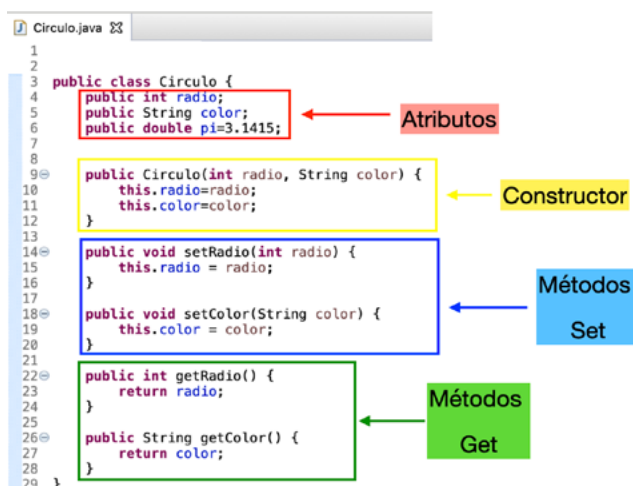 Circulo.java
1
2
3 public class Circulo {
4 public int radio;
5 public String color;
6 public double pi=3.1415;
7
8
9 public Circulo(int radio, String color) {
10 this.radio=radio;
11 this.color=color;
12 }
13
14 public void setRadio(int radio) {
15 this.radio = radio;
16 }
17
18 public void setColor(String color) {
19 this.color = color;
20 }
21
22 public int getRadio() {
23 return radio;
24 }
25
26 public String getColor() {
27 return color;
28 }
29 }
Atributos
Constructor
Métodos
Set
Métodos
Get